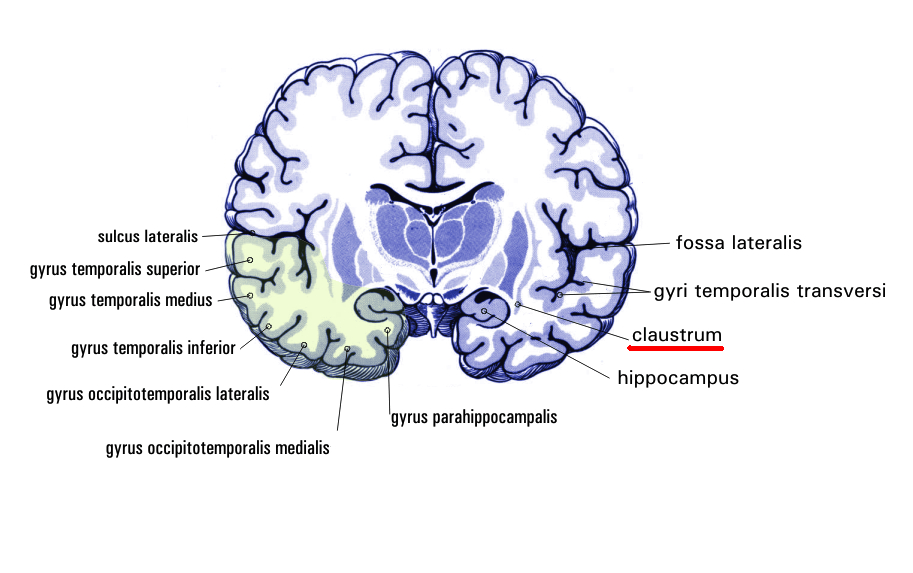 sulcus lateralis
gyrus temporalis superior
gyrus temporalis medius
gyrus temporalis inferior
gyrus occipitotemporalis lateralis
gyrus occipitotemporalis medialis
gyrus parahippocampalis
fossa lateralis
gyri temporalis transversi
claustrum
hippocampus